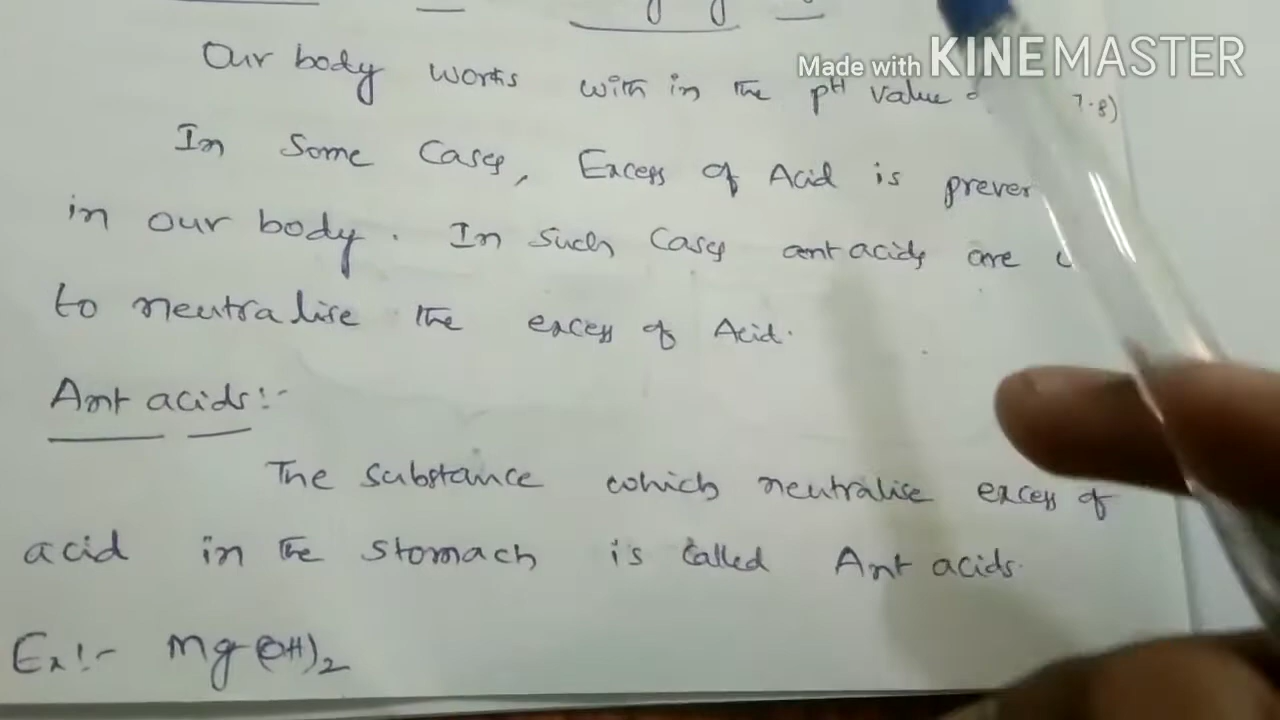 Made with KINEMASTER
Our body works with in the pH value 7.8)
In Some Cases, Excess of Acid is
in our body. In Such Cases antacids are
to neutralise the excess of Acid.
Ant acids:-
The substance which neutralise excess of
acid in the stomach is called Ant acids.
Ex:- Mg(OH)2